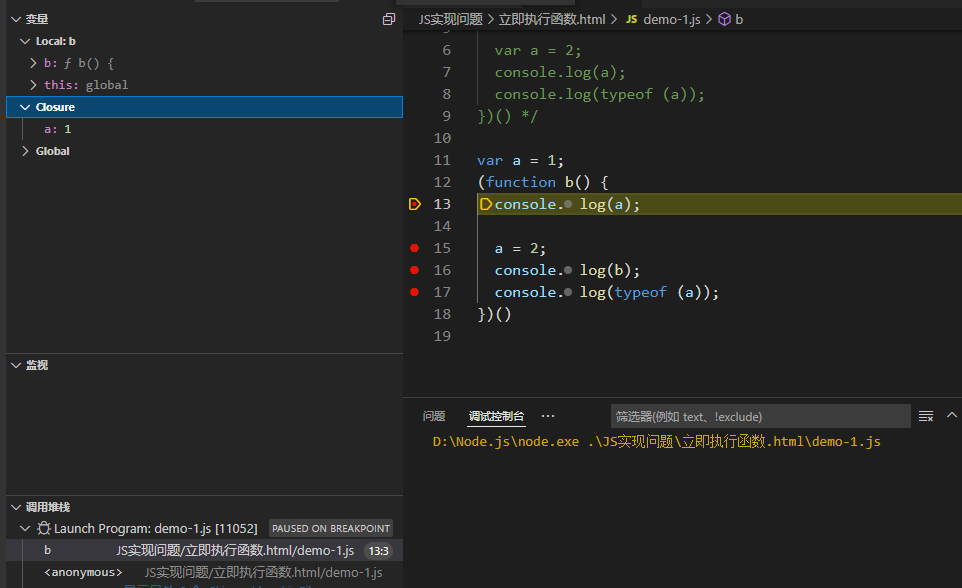 变量
Local: b
b: ƒ b() {
this: global
Closure
a: 1
Global
监视
调用堆栈
Launch Program: demo-1.js [11052] PAUSED ON BREAKPOINT
b JS实现问题/立即执行函数.html/demo-1.js 13:3
<anonymous> JS实现问题/立即执行函数.html/demo-1.js
JS实现问题 > 立即执行函数.html > JS demo-1.js > b
6 var a = 2;
7 console.log(a);
8 console.log(typeof (a));
9 })() */
10
11 var a = 1;
12 (function b() {
13 console. log(a);
14
15 a = 2;
16 console. log(b);
17 console. log(typeof (a));
18 })()
19
问题 调试控制台 ··· 筛选器(例如 text、!exclude)
D:\Node.js\node.exe .\JS实现问题\立即执行函数.html\demo-1.js